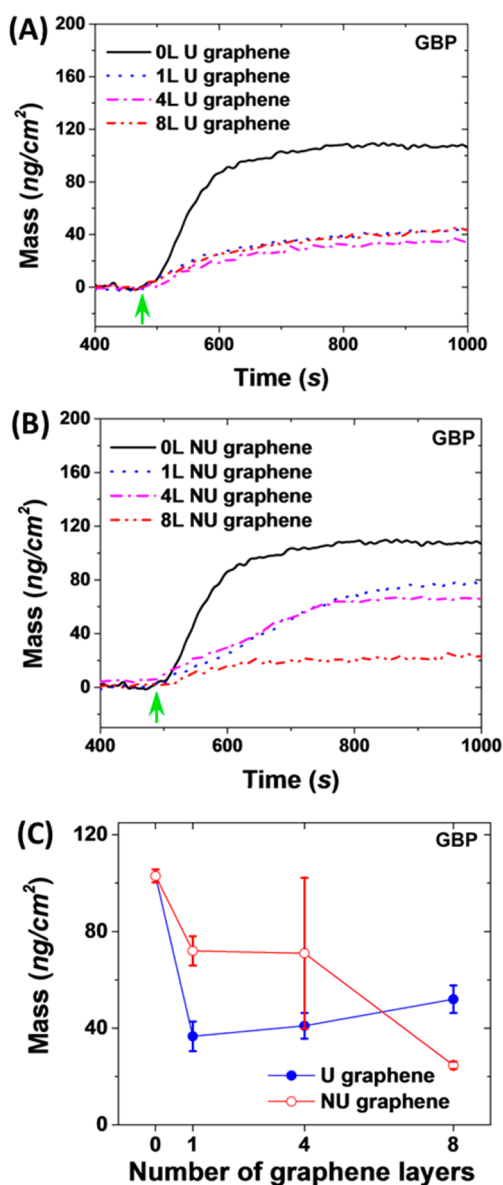 (A)
GBP
0L U graphene
1L U graphene
4L U graphene
8L U graphene
200
160
120
80
40
0
Mass (ng/cm²)
400 600 800 1000
Time (s)
(B)
GBP
0L NU graphene
1L NU graphene
4L NU graphene
8L NU graphene
200
160
120
80
40
0
Mass (ng/cm²)
400 600 800 1000
Time (s)
(C)
GBP
120
80
40
0
Mass (ng/cm²)
U graphene
NU graphene
0 1 4 8
Number of graphene layers